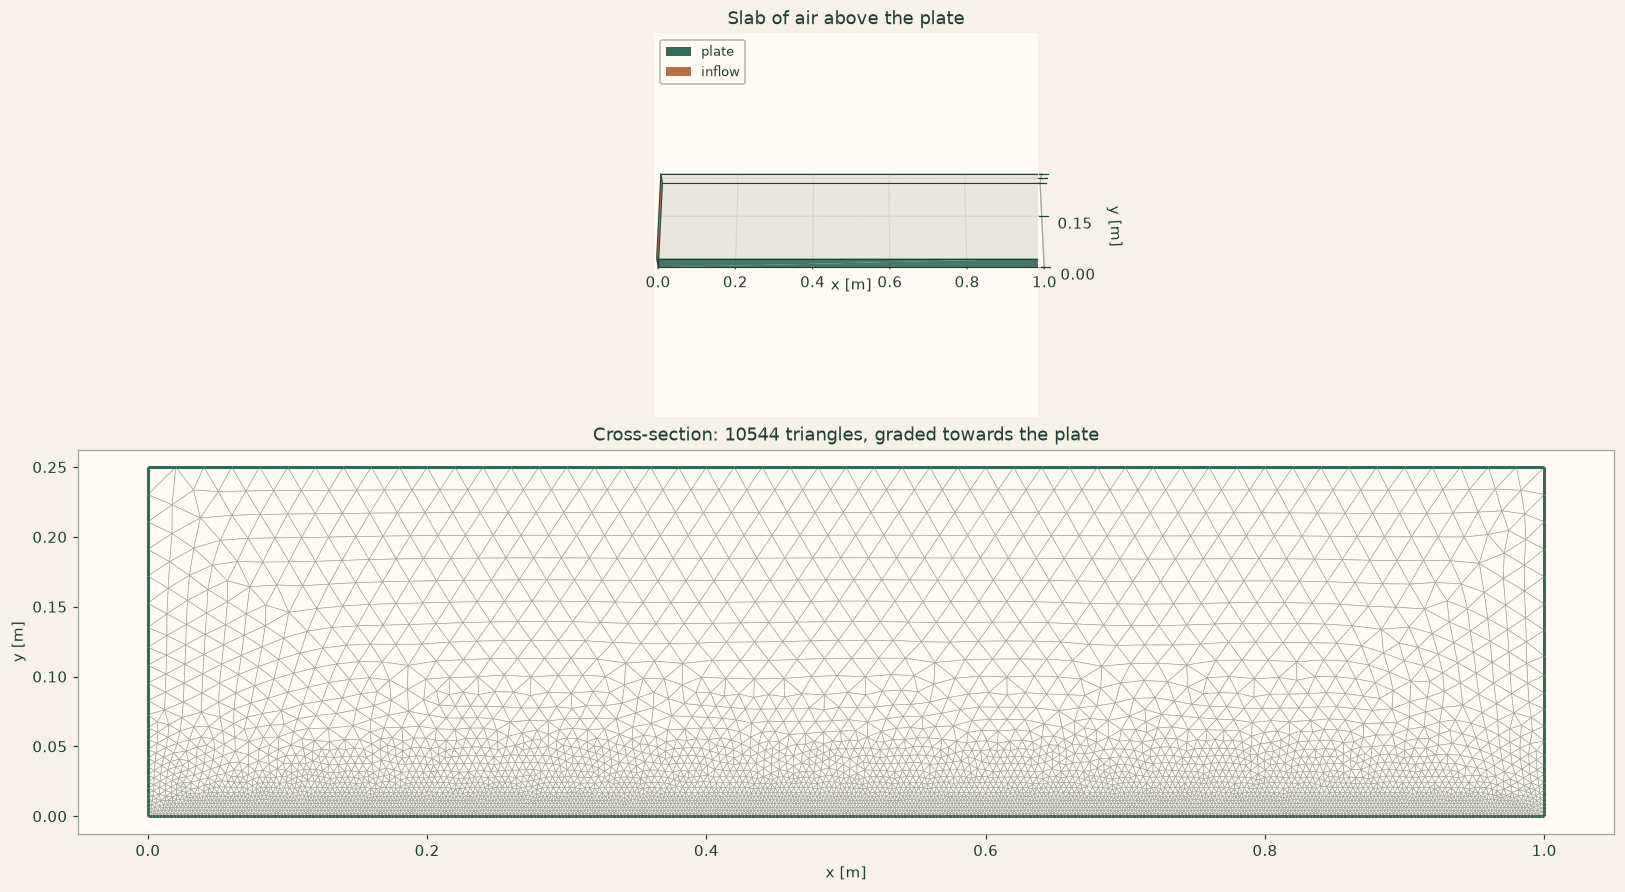 Slab of air above the plate
plate
inflow
0.15
y [m]
0.00
0.0 0.2 0.4 x [m] 0.6 0.8 1.0
Cross-section: 10544 triangles, graded towards the plate
0.25
0.20
0.15
0.10
0.05
0.00
y [m]
0.0 0.2 0.4 0.6 0.8 1.0
x [m]